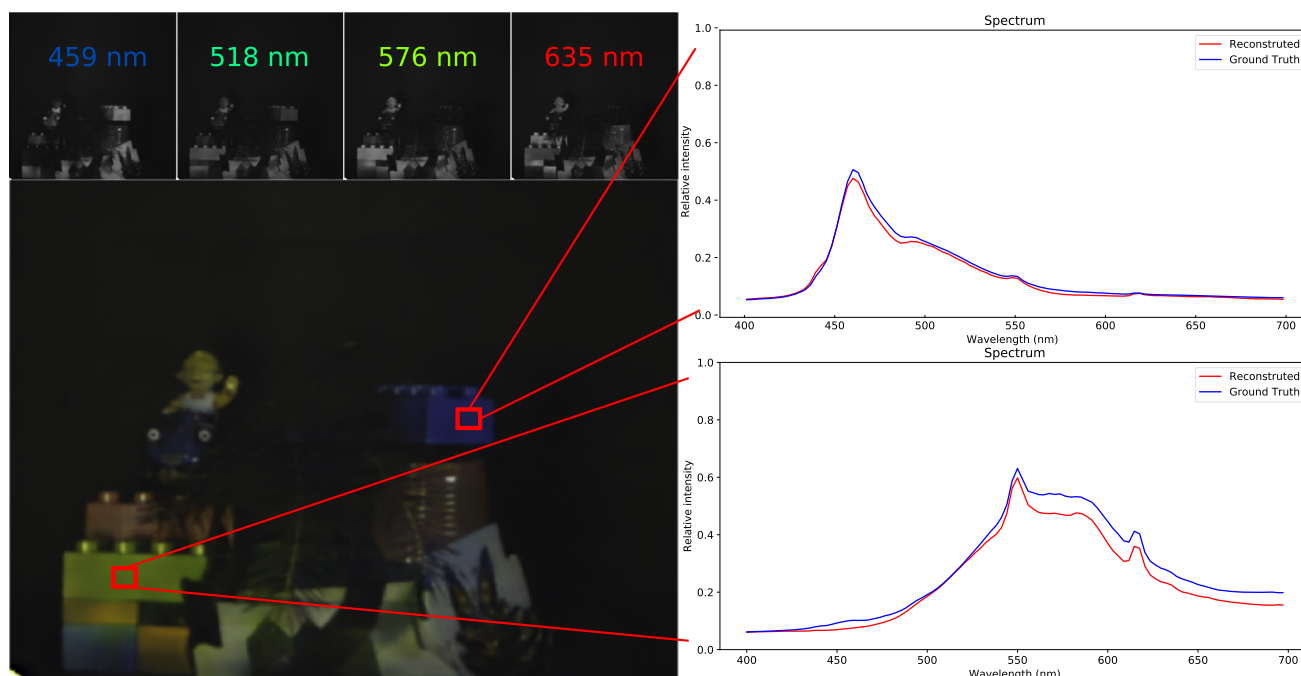 459 nm
518 nm
576 nm
635 nm
Spectrum
1.0
0.8
0.6
0.4
0.2
0.0
Relative intensity
Reconstruted
Ground Truth
400 450 500 550 600 650 700
Wavelength (nm)
Spectrum
1.0
0.8
0.6
0.4
0.2
0.0
Relative intensity
Reconstruted
Ground Truth
400 450 500 550 600 650 700
Wavelength (nm)